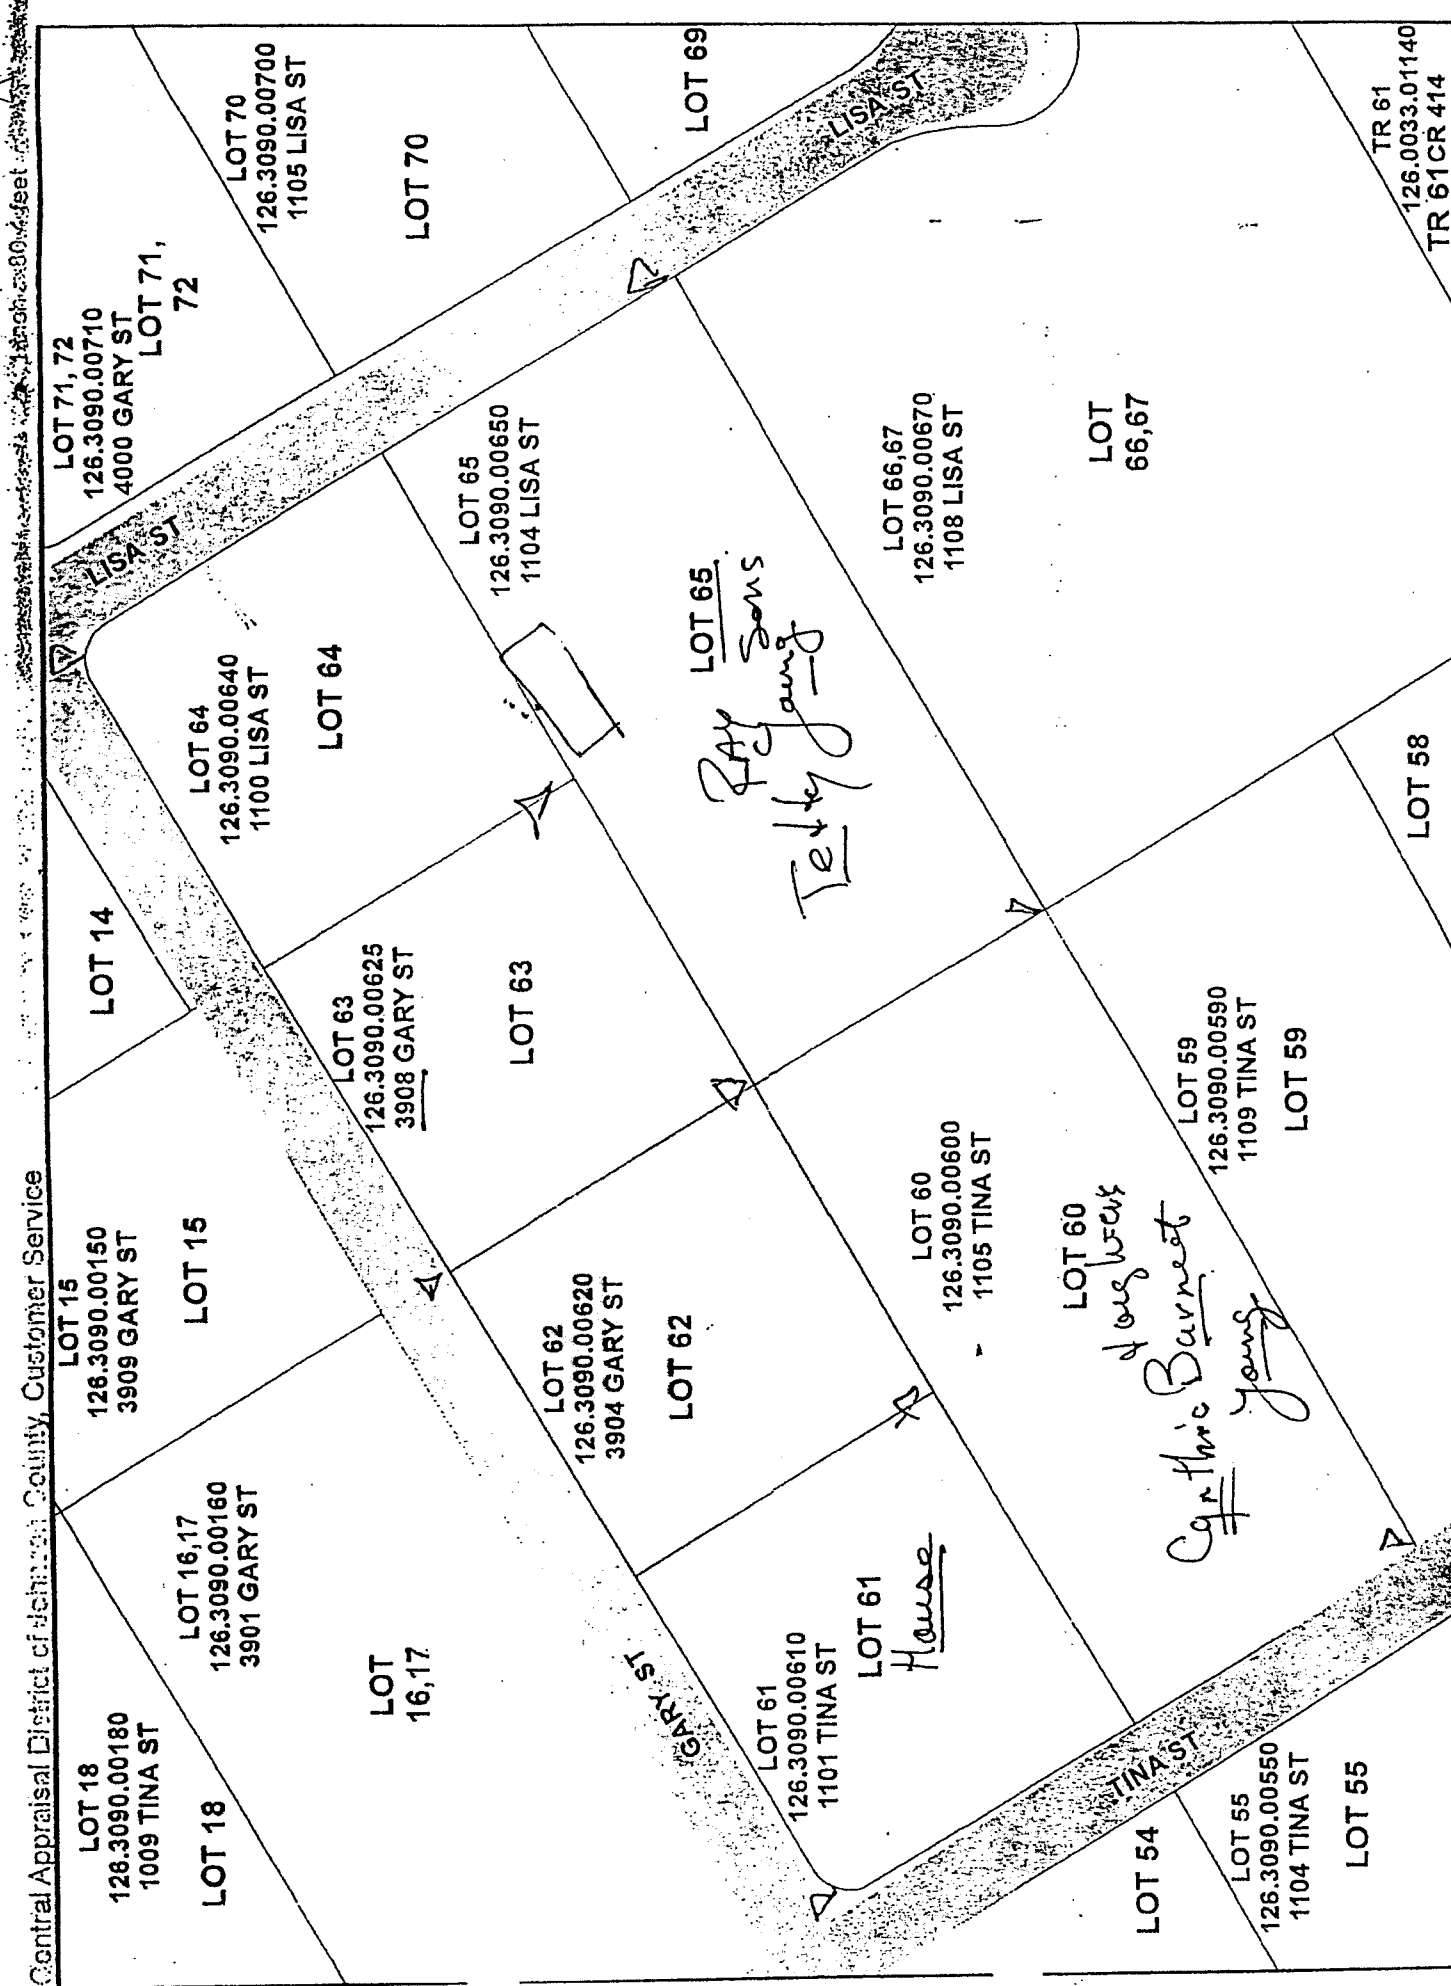 Central Appraisal District of Johnson County, Customer Service
LOT 18
126.3090.00180
1009 TINA ST
LOT 18
LOT 16,17
126.3090.00160
3901 GARY ST
LOT
16,17
LOT 15
126.3090.00150
3909 GARY ST
LOT 15
LOT 14
LOT 71, 72
126.3090.00710
4000 GARY ST
LOT 71,
72
LOT 70
126.3090.00700
1105 LISA ST
LOT 70
LOT 69
LISA ST
LISA ST
LOT 64
126.3090.00640
1100 LISA ST
LOT 64
LOT 63
126.3090.00625
3908 GARY ST
LOT 63
LOT 62
126.3090.00620
3904 GARY ST
LOT 62
GARY ST
LOT 61
126.3090.00610
1101 TINA ST
LOT 61
House
LOT 65
126.3090.00650
1104 LISA ST
LOT 65
RAY Sons
Young
LOT 66,67
126.3090.00670
1108 LISA ST
LOT
66,67
LOT 60
126.3090.00600
1105 TINA ST
LOT 60
Barnett
Young
LOT 59
126.3090.00590
1109 TINA ST
LOT 59
LOT 58
TINA ST
LOT 54
LOT 55
126.3090.00550
1104 TINA ST
LOT 55
TR 61
126.0033.01140
TR 61 CR 414